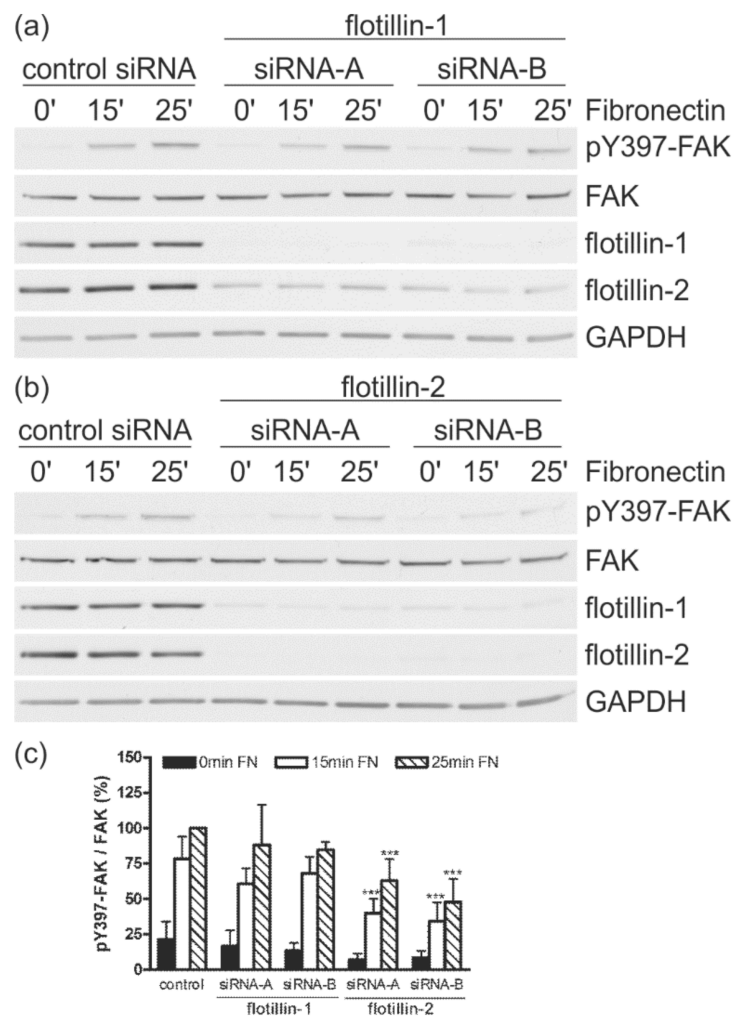 (a)
flotillin-1
control siRNA siRNA-A siRNA-B
0' 15' 25' 0' 15' 25' 0' 15' 25' Fibronectin
pY397-FAK
FAK
flotillin-1
flotillin-2
GAPDH
(b)
flotillin-2
control siRNA siRNA-A siRNA-B
0' 15' 25' 0' 15' 25' 0' 15' 25' Fibronectin
pY397-FAK
FAK
flotillin-1
flotillin-2
GAPDH
(c)
0min FN 15min FN 25min FN
pY397-FAK / FAK (%)
150
125
100
75
50
25
0
*** *** *** ***
control siRNA-A siRNA-B siRNA-A siRNA-B
flotillin-1 flotillin-2